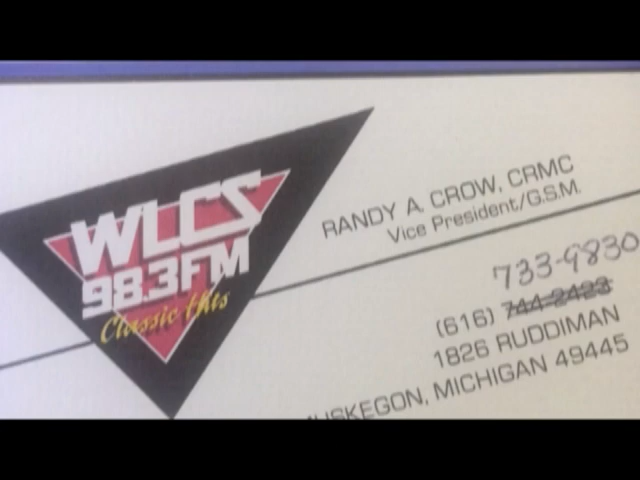 WLCS
98.3FM
Classic Hits
RANDY A. CROW, CRMC
Vice President/G.S.M.
733-9830
(616) 744-2423
1826 RUDDIMAN
MUSKEGON, MICHIGAN 49445